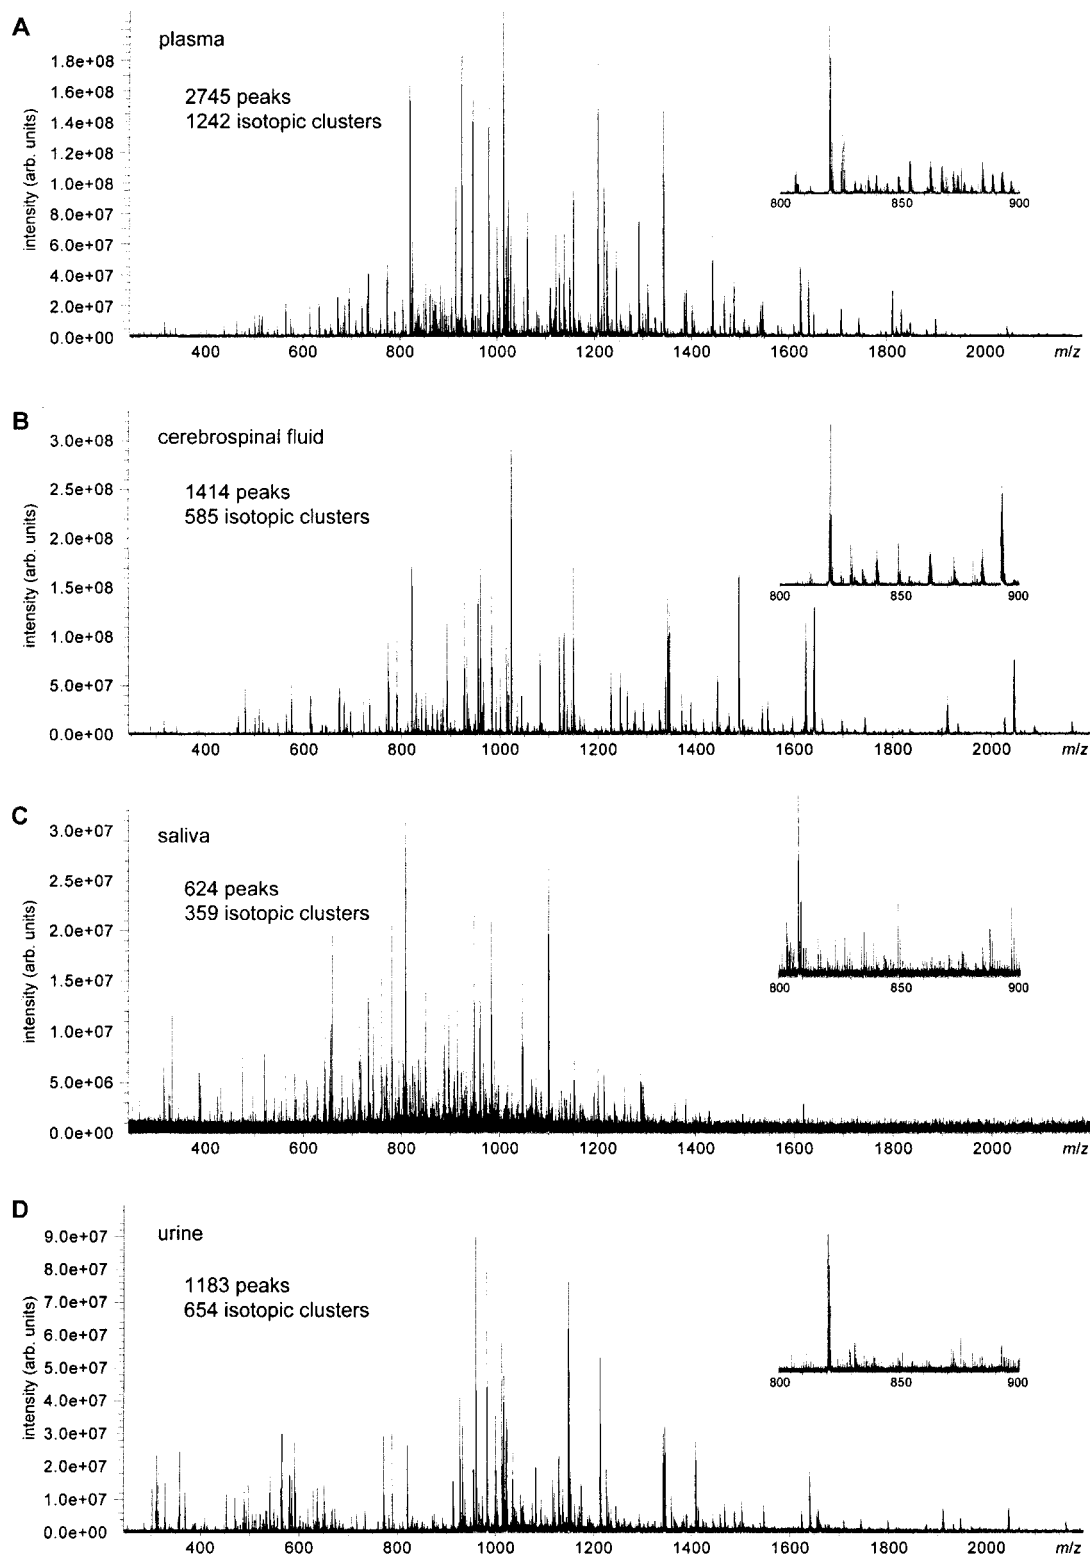 A
plasma
2745 peaks
1242 isotopic clusters
intensity (arb. units)
1.8e+08
1.6e+08
1.4e+08
1.2e+08
1.0e+08
8.0e+07
6.0e+07
4.0e+07
2.0e+07
0.0e+00
800 850 900
400 600 800 1000 1200 1400 1600 1800 2000 m/z
B
cerebrospinal fluid
1414 peaks
585 isotopic clusters
intensity (arb. units)
3.0e+08
2.5e+08
2.0e+08
1.5e+08
1.0e+08
5.0e+07
0.0e+00
800 850 900
400 600 800 1000 1200 1400 1600 1800 2000 m/z
C
saliva
624 peaks
359 isotopic clusters
intensity (arb. units)
3.0e+07
2.5e+07
2.0e+07
1.5e+07
1.0e+07
5.0e+06
0.0e+00
800 850 900
400 600 800 1000 1200 1400 1600 1800 2000 m/z
D
urine
1183 peaks
654 isotopic clusters
intensity (arb. units)
9.0e+07
8.0e+07
7.0e+07
6.0e+07
5.0e+07
4.0e+07
3.0e+07
2.0e+07
1.0e+07
0.0e+00
800 850 900
400 600 800 1000 1200 1400 1600 1800 2000 m/z